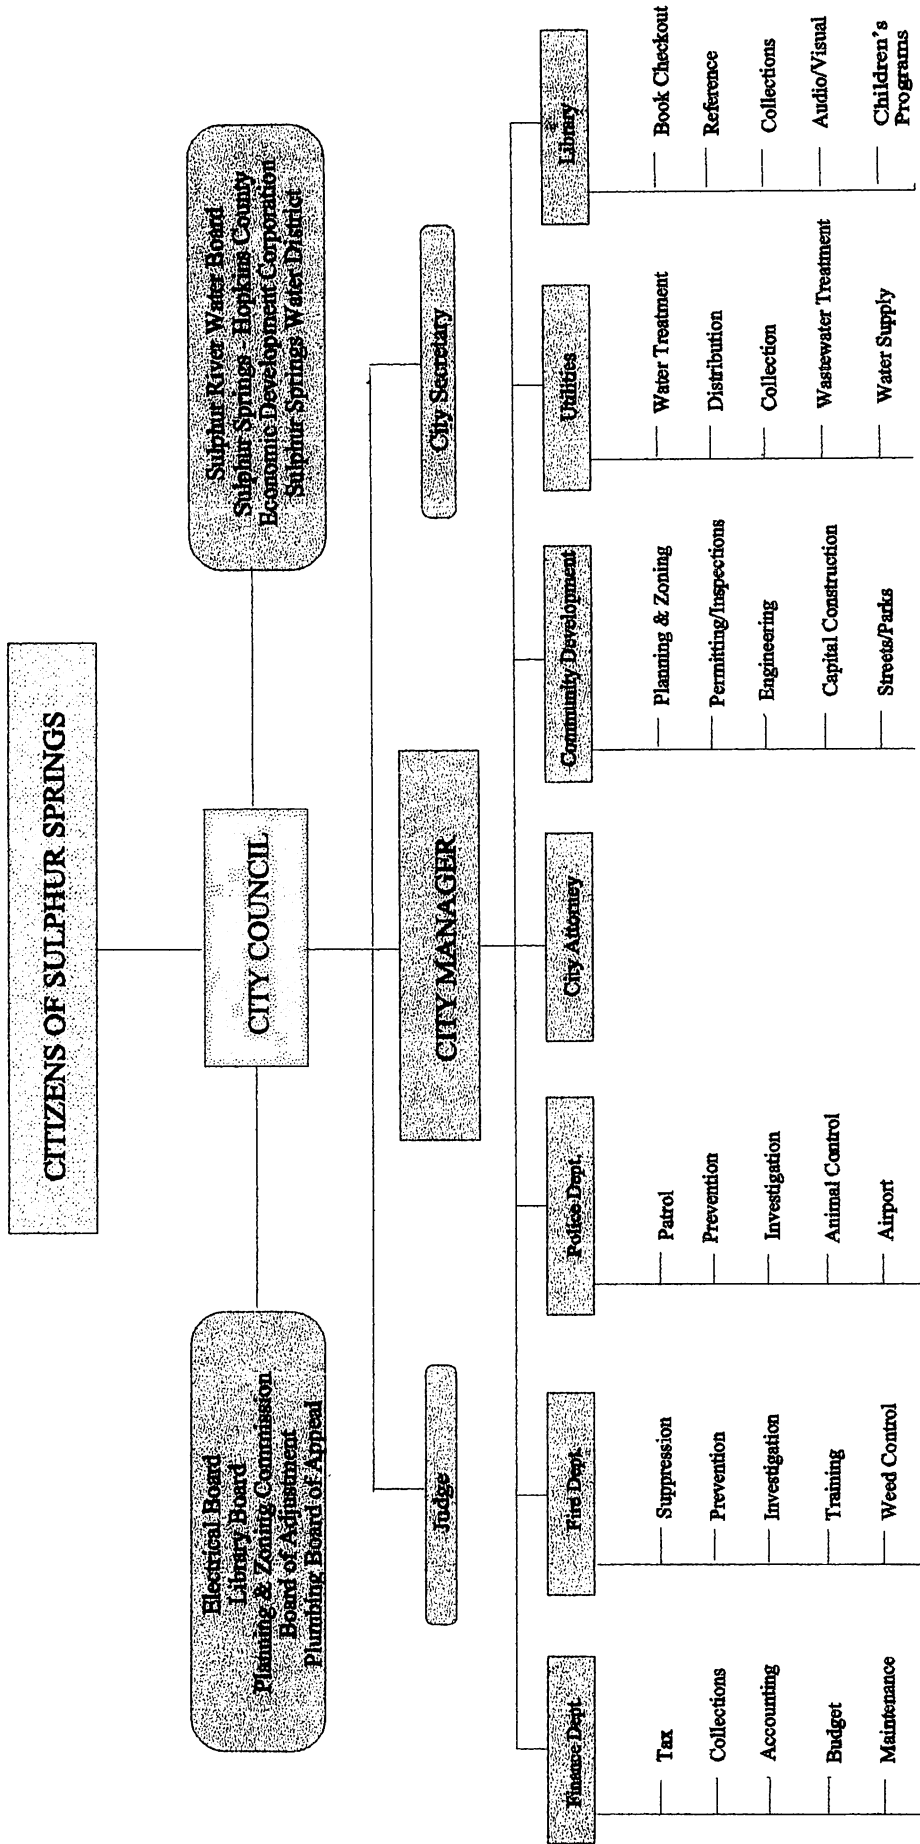 CITIZENS OF SULPHUR SPRINGS
Electrical Board
Library Board
Planning & Zoning Commission
Board of Adjustment
Plumbing Board of Appeal
CITY COUNCIL
Sulphur River Water Board
Sulphur Springs - Hopkins County
Economic Development Corporation
Sulphur Springs Water District
Judge
CITY MANAGER
City Secretary
Finance Dept.
Tax
Collections
Accounting
Budget
Maintenance
Fire Dept.
Suppression
Prevention
Investigation
Training
Weed Control
Police Dept.
Patrol
Prevention
Investigation
Animal Control
Airport
City Attorney
Community Development
Planning & Zoning
Permitting/Inspections
Engineering
Capital Construction
Streets/Parks
Utilities
Water Treatment
Distribution
Collection
Wastewater Treatment
Water Supply
Library
Book Checkout
Reference
Collections
Audio/Visual
Children's
Programs